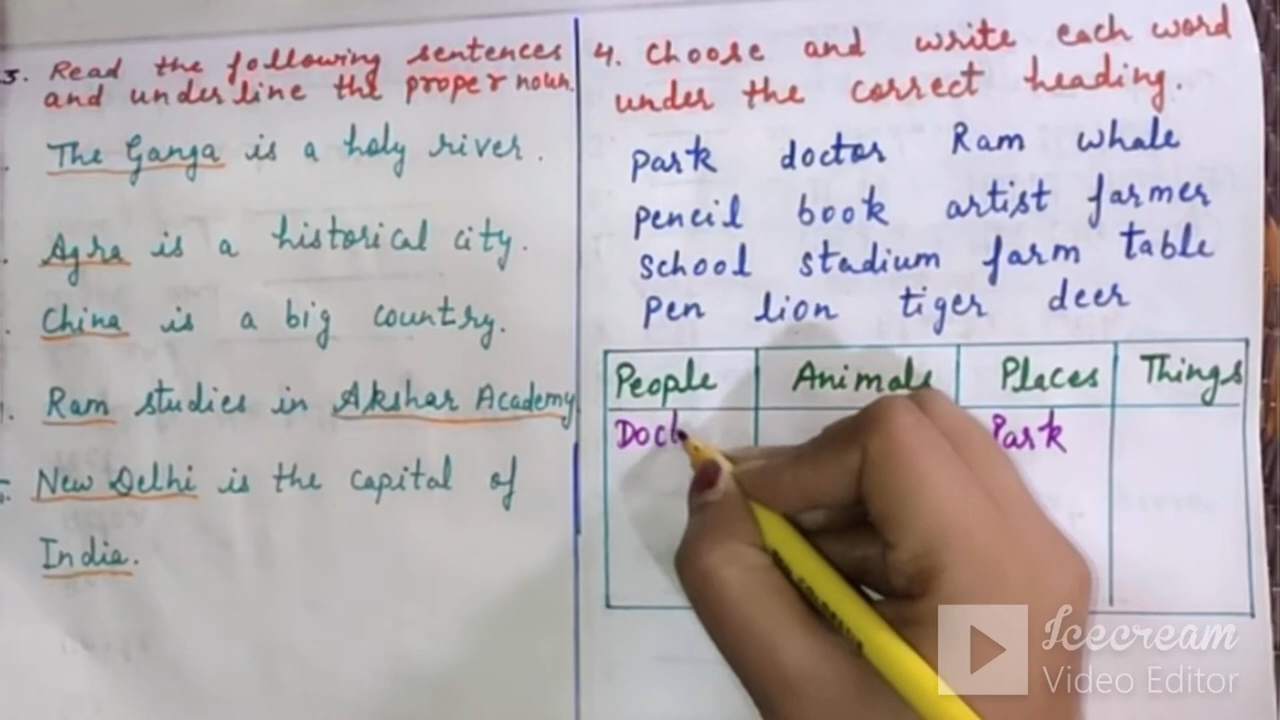 3. Read the following sentences
and underline the proper noun.
The Ganga is a holy river.
Agra is a historical city.
China is a big country.
Ram studies in Akshar Academy
New Delhi is the capital of
India.
4. Choose and write each word
under the correct heading.
Park doctor Ram whale
pencil book artist farmer
school stadium farm table
Pen lion tiger deer
People Animals Places Things
Doct Park
Icecream
Video Editor